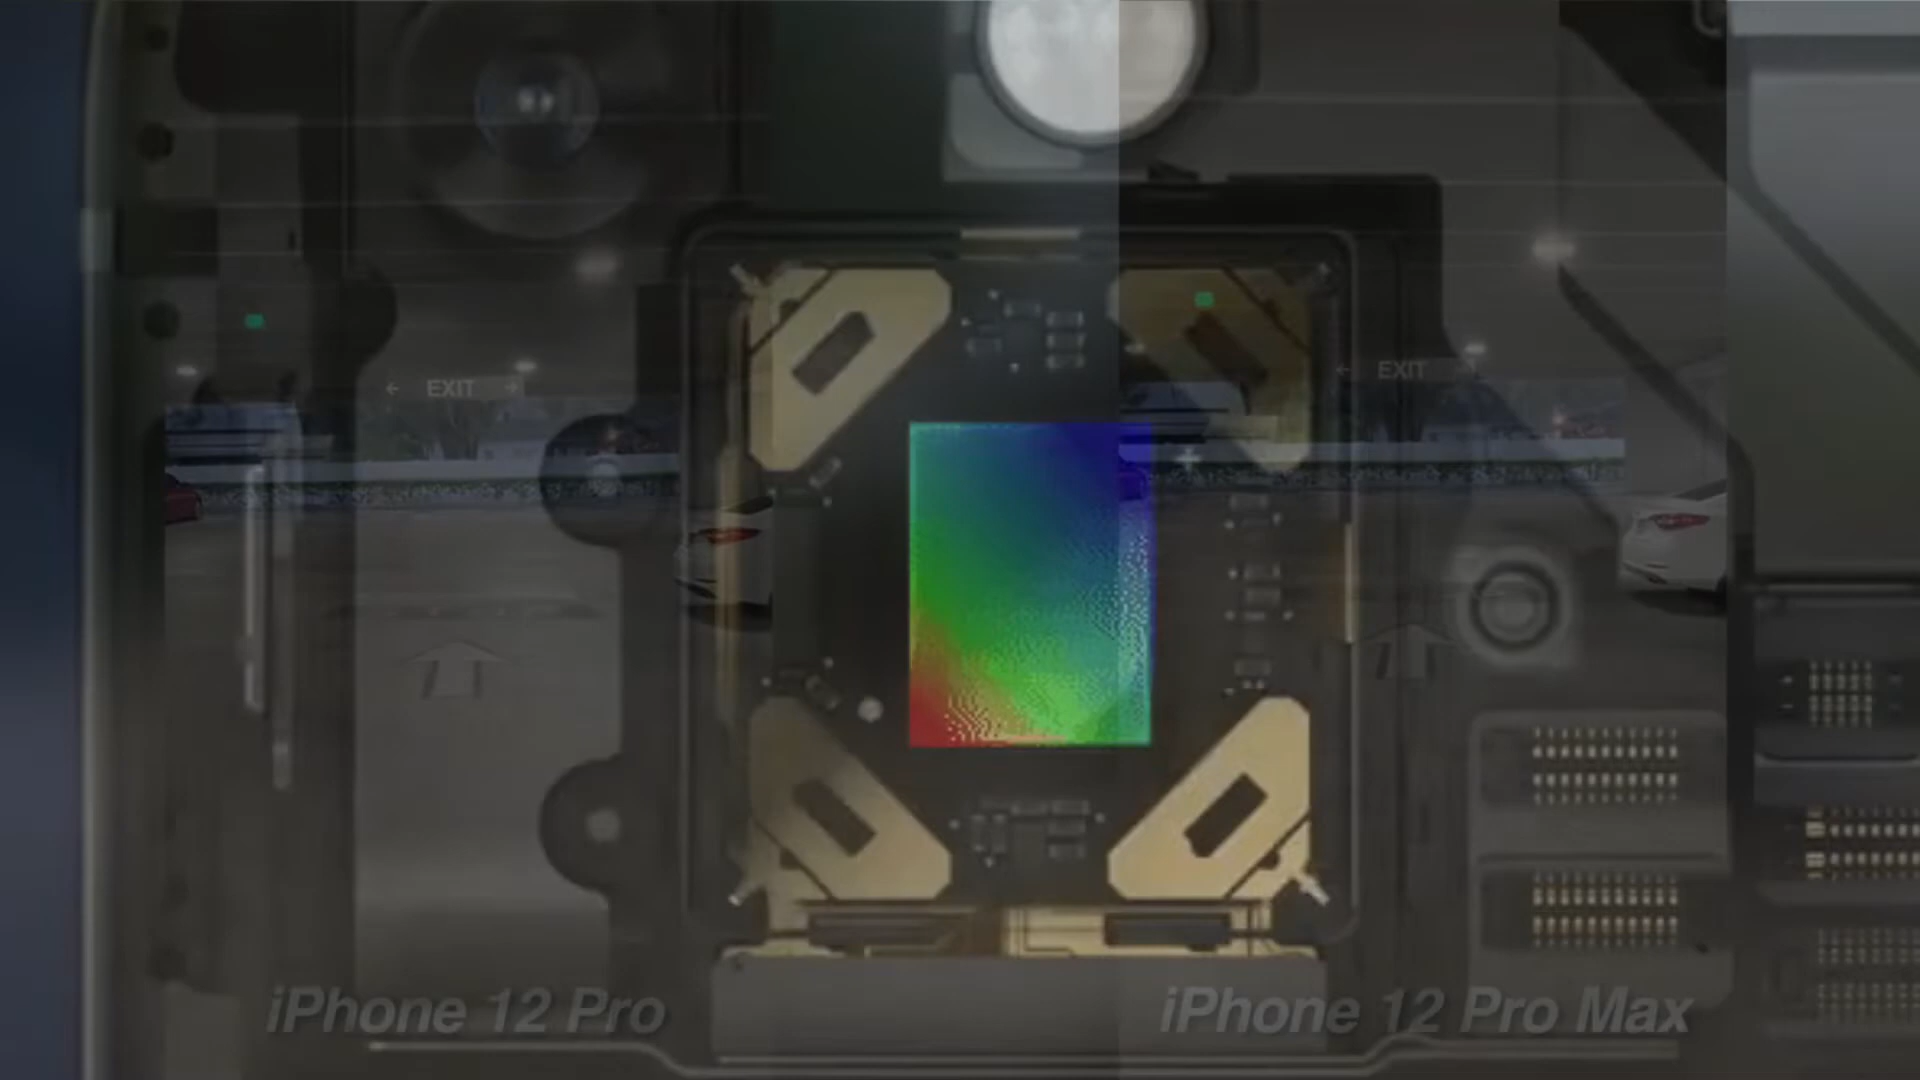 ← EXIT →
← EXIT →
iPhone 12 Pro
iPhone 12 Pro Max